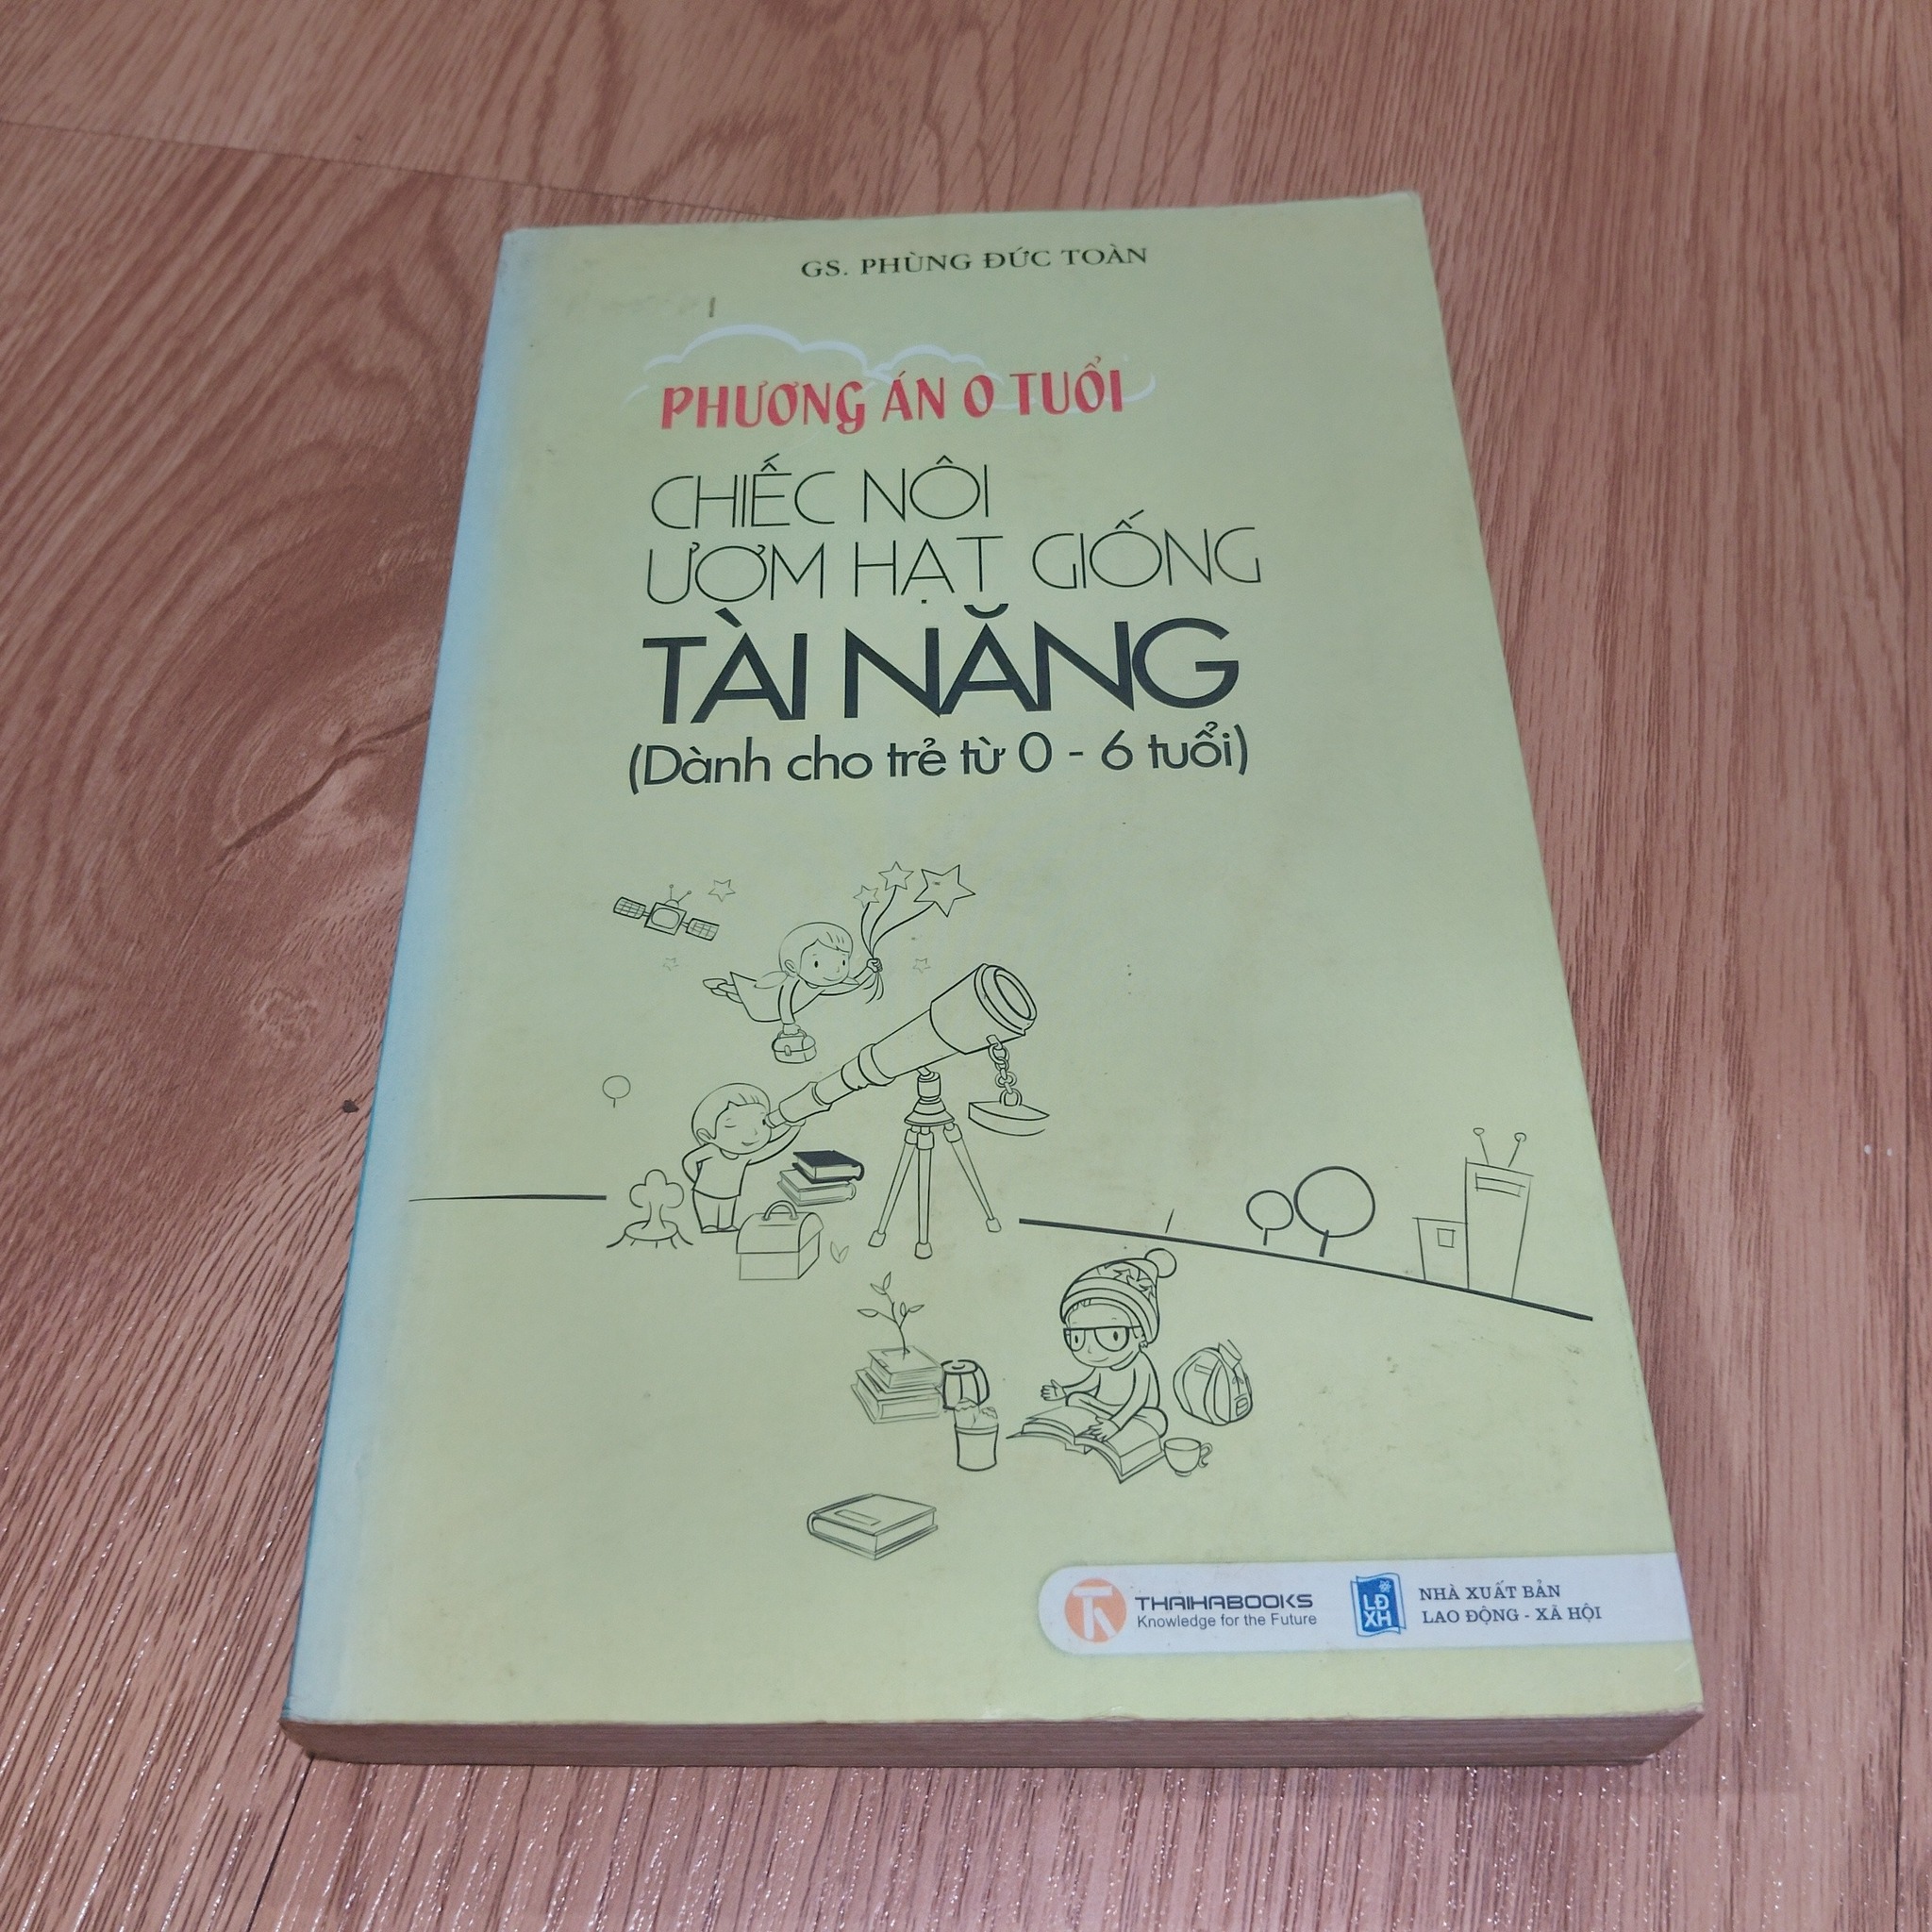 GS. PHÙNG ĐỨC TOÀN
PHƯƠNG ÁN 0 TUỔI
CHIẾC NÔI
ƯƠM HẠT GIỐNG
TÀI NĂNG
(Dành cho trẻ từ 0 - 6 tuổi)
THAIHABOOKS
Knowledge for the Future
LĐ
XH
NHÀ XUẤT BẢN
LAO ĐỘNG - XÃ HỘI